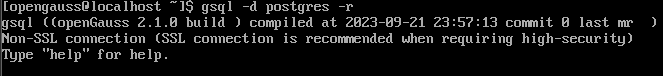 [opengauss@localhost ~]$ gsql -d postgres -r
gsql ((openGauss 2.1.0 build ) compiled at 2023-09-21 23:57:13 commit 0 last mr  )
Non-SSL connection (SSL connection is recommended when requiring high-security)
Type "help" for help.